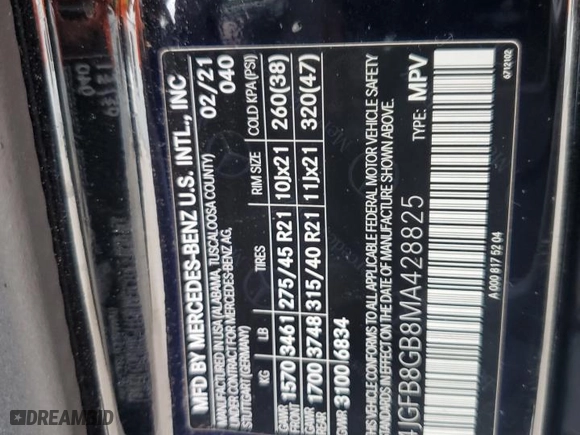 MFD BY MERCEDES-BENZ U.S. INTL., INC
MANUFACTURED IN USA (ALABAMA, TUSCALOOSA COUNTY)
UNDER CONTRACT FOR MERCEDES-BENZ AG,
STUTTGART (GERMANY)
02/21
040
KG LB TIRES RIM SIZE COLD KPA (PSI)
GAWR FRONT 1570 3461 275/45 R21 10Jx21 260(38)
GAWR REAR 1700 3748 315/40 R21 11Jx21 320(47)
GVWR 3100 6834
THIS VEHICLE CONFORMS TO ALL APPLICABLE FEDERAL MOTOR VEHICLE SAFETY
STANDARDS IN EFFECT ON THE DATE OF MANUFACTURE SHOWN ABOVE.
4JGFB8GB8MA428825 TYPE: MPV
A 000 817 52 04
6712102
DREAMBID